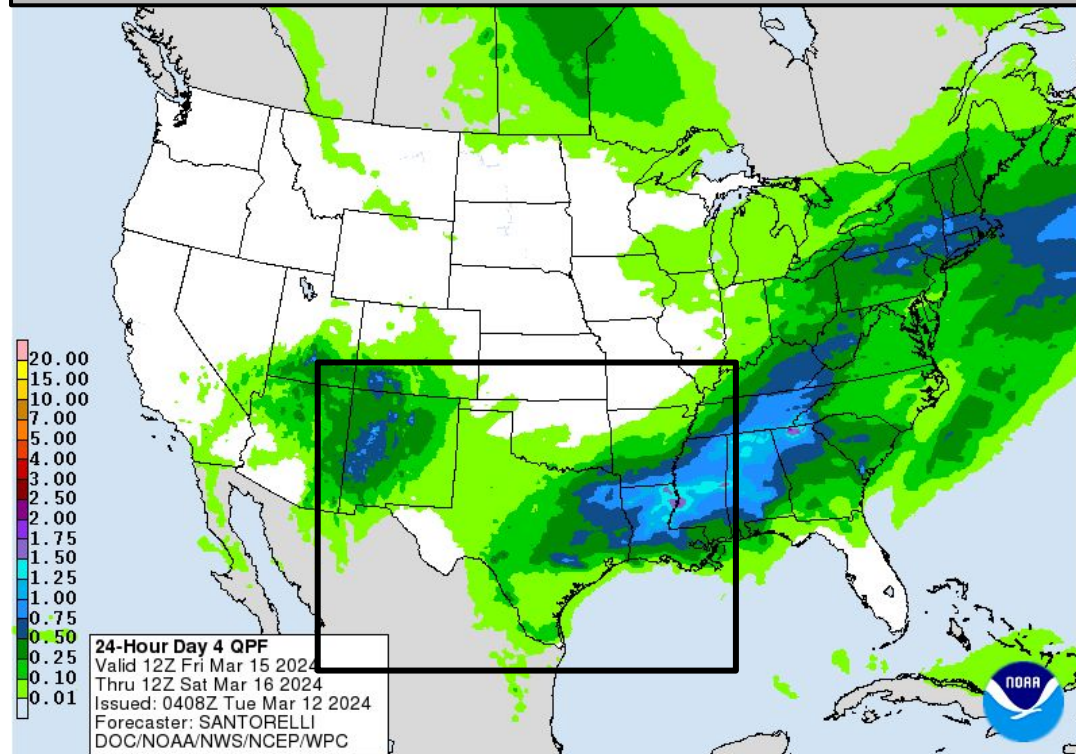 20.00
15.00
10.00
7.00
5.00
4.00
3.00
2.50
2.00
1.75
1.50
1.25
1.00
0.75
0.50
0.25
0.10
0.01
24-Hour Day 4 QPF
Valid 12Z Fri Mar 15 2024
Thru 12Z Sat Mar 16 2024
Issued: 0408Z Tue Mar 12 2024
Forecaster: SANTORELLI
DOC/NOAA/NWS/NCEP/WPC
NOAA